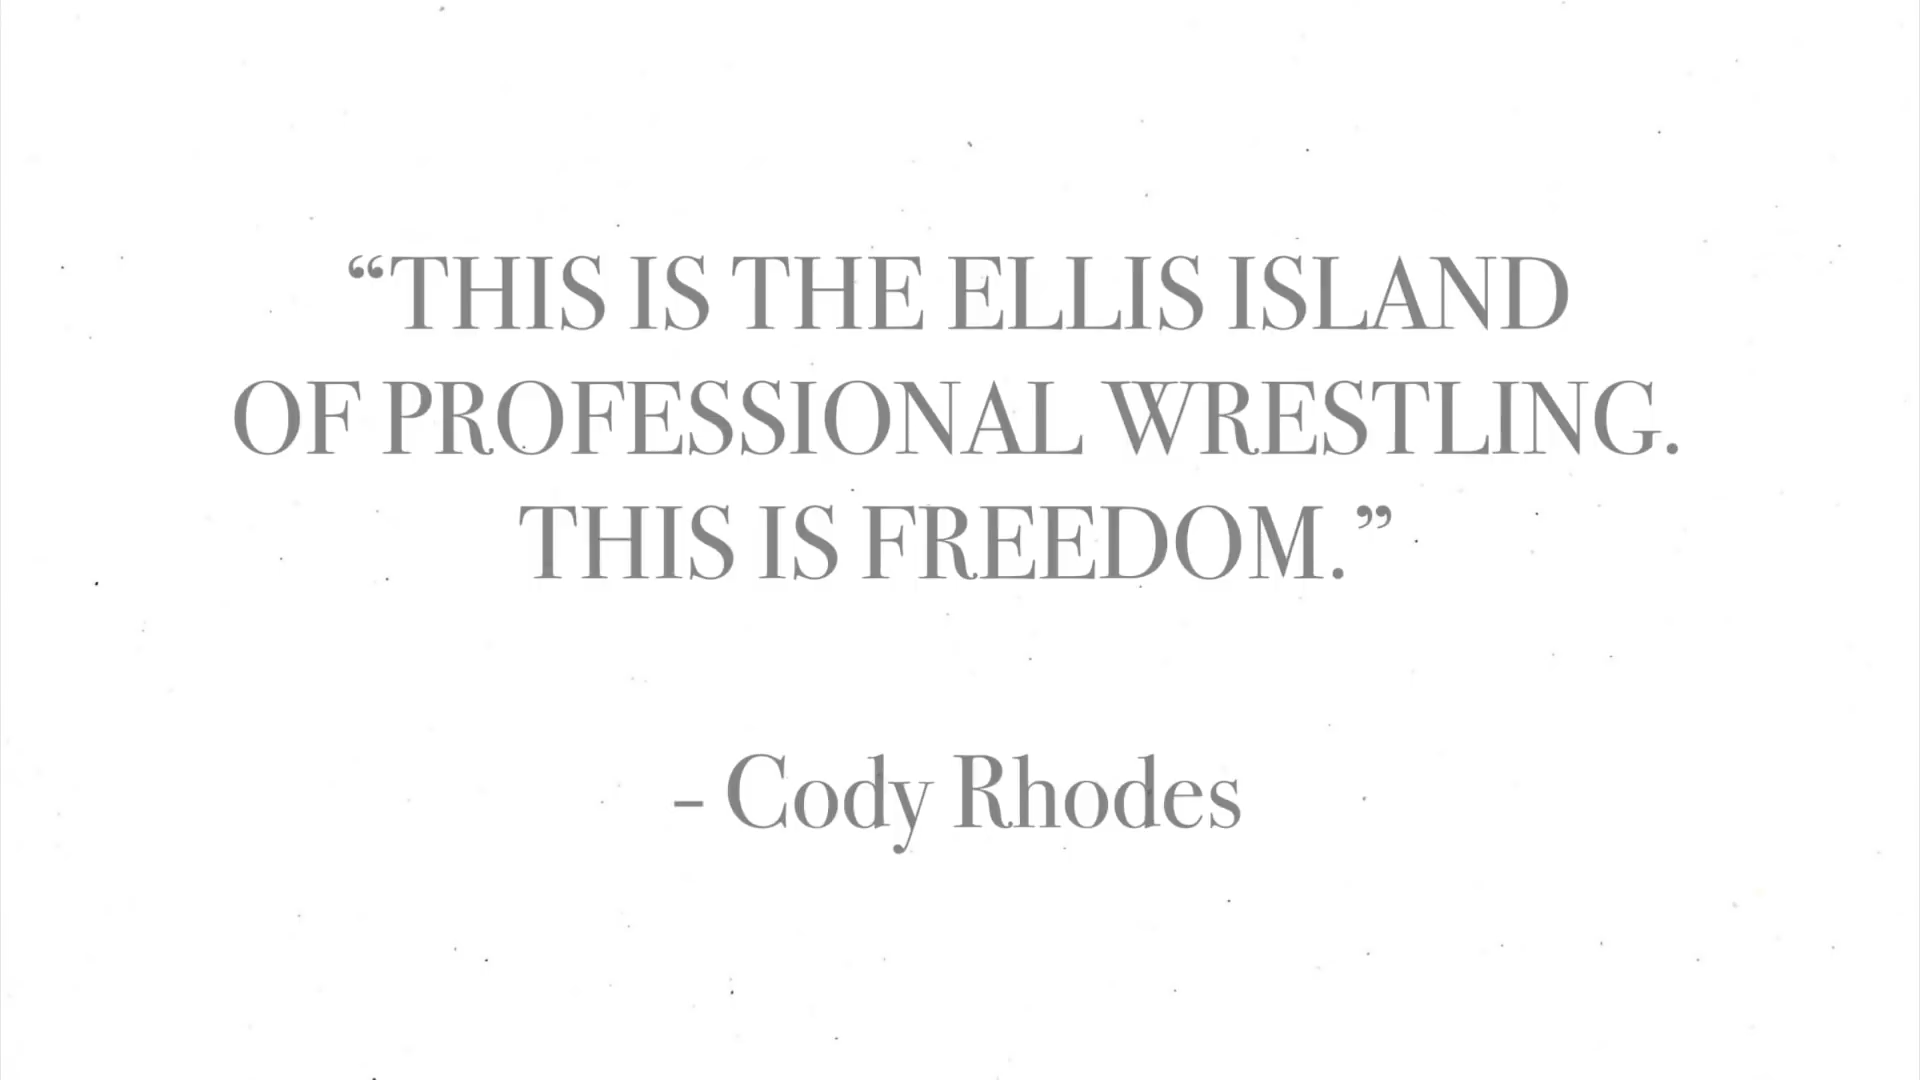 “THIS IS THE ELLIS ISLAND
OF PROFESSIONAL WRESTLING.
THIS IS FREEDOM.”
– Cody Rhodes